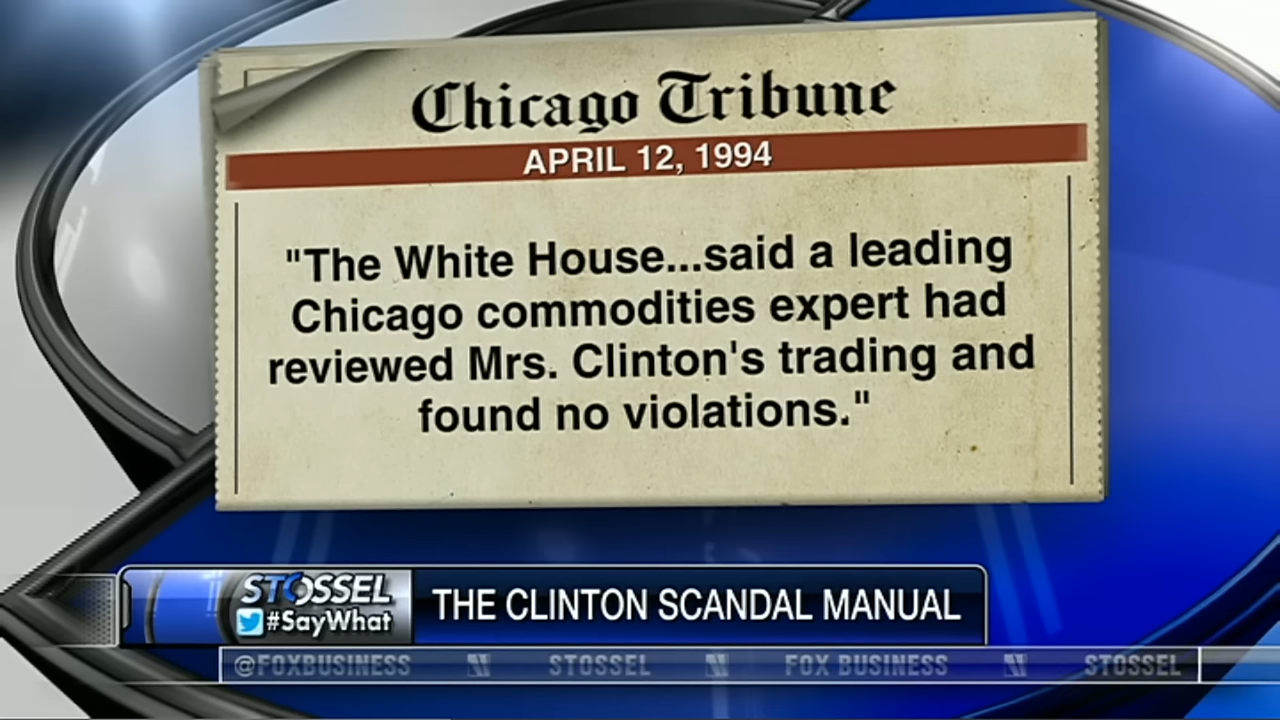 Chicago Tribune
APRIL 12, 1994
"The White House...said a leading
Chicago commodities expert had
reviewed Mrs. Clinton's trading and
found no violations."
STOSSEL
#SayWhat
THE CLINTON SCANDAL MANUAL
@FOXBUSINESS STOSSEL FOX BUSINESS STOSSEL